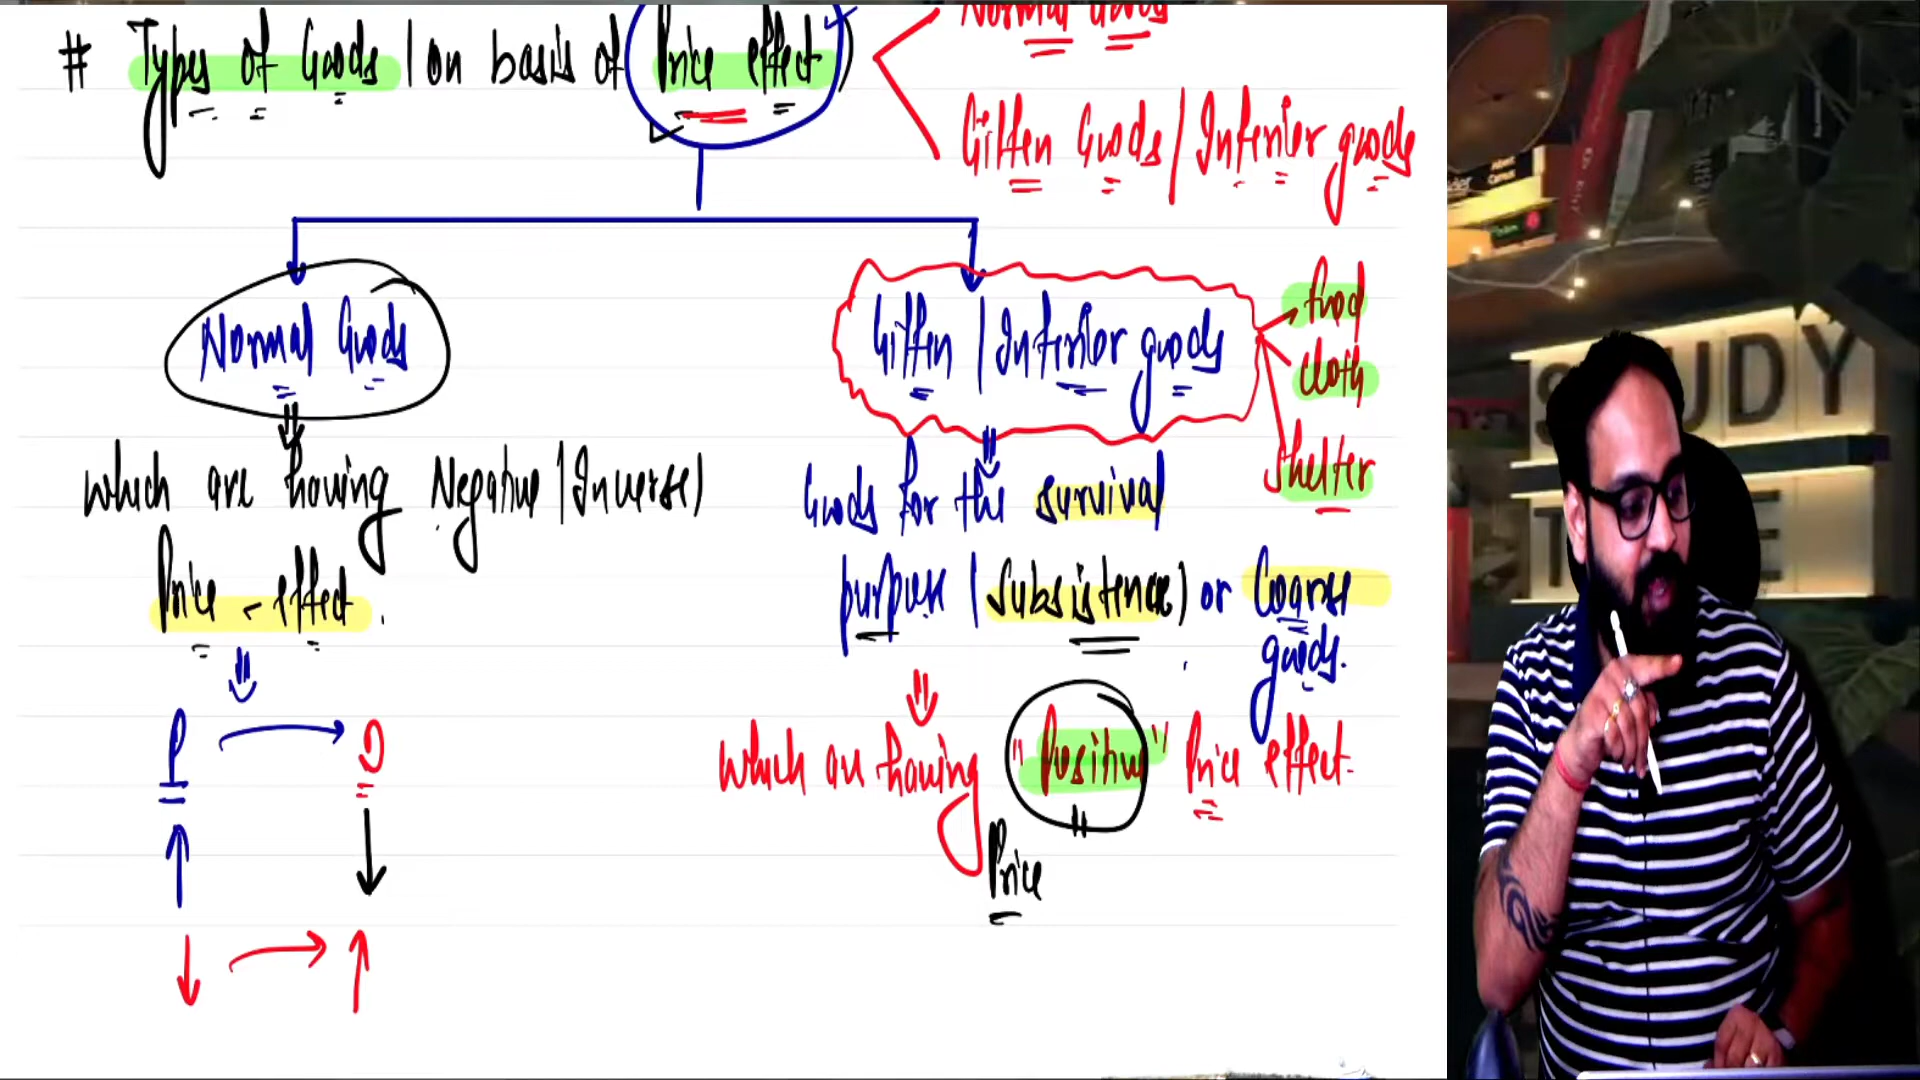 Normal Goods
# Types of Goods (on basis of Price effect)
Giffen Goods / Inferior goods
Normal Goods
Giffen / Inferior goods
food
cloth
shelter
which are having Negative (Inverse)
Price - effect.
Goods for the survival
purpose (subsistence) or Coarse
goods.
P → D
which are having "Positive" Price effect.
Price
STUDY